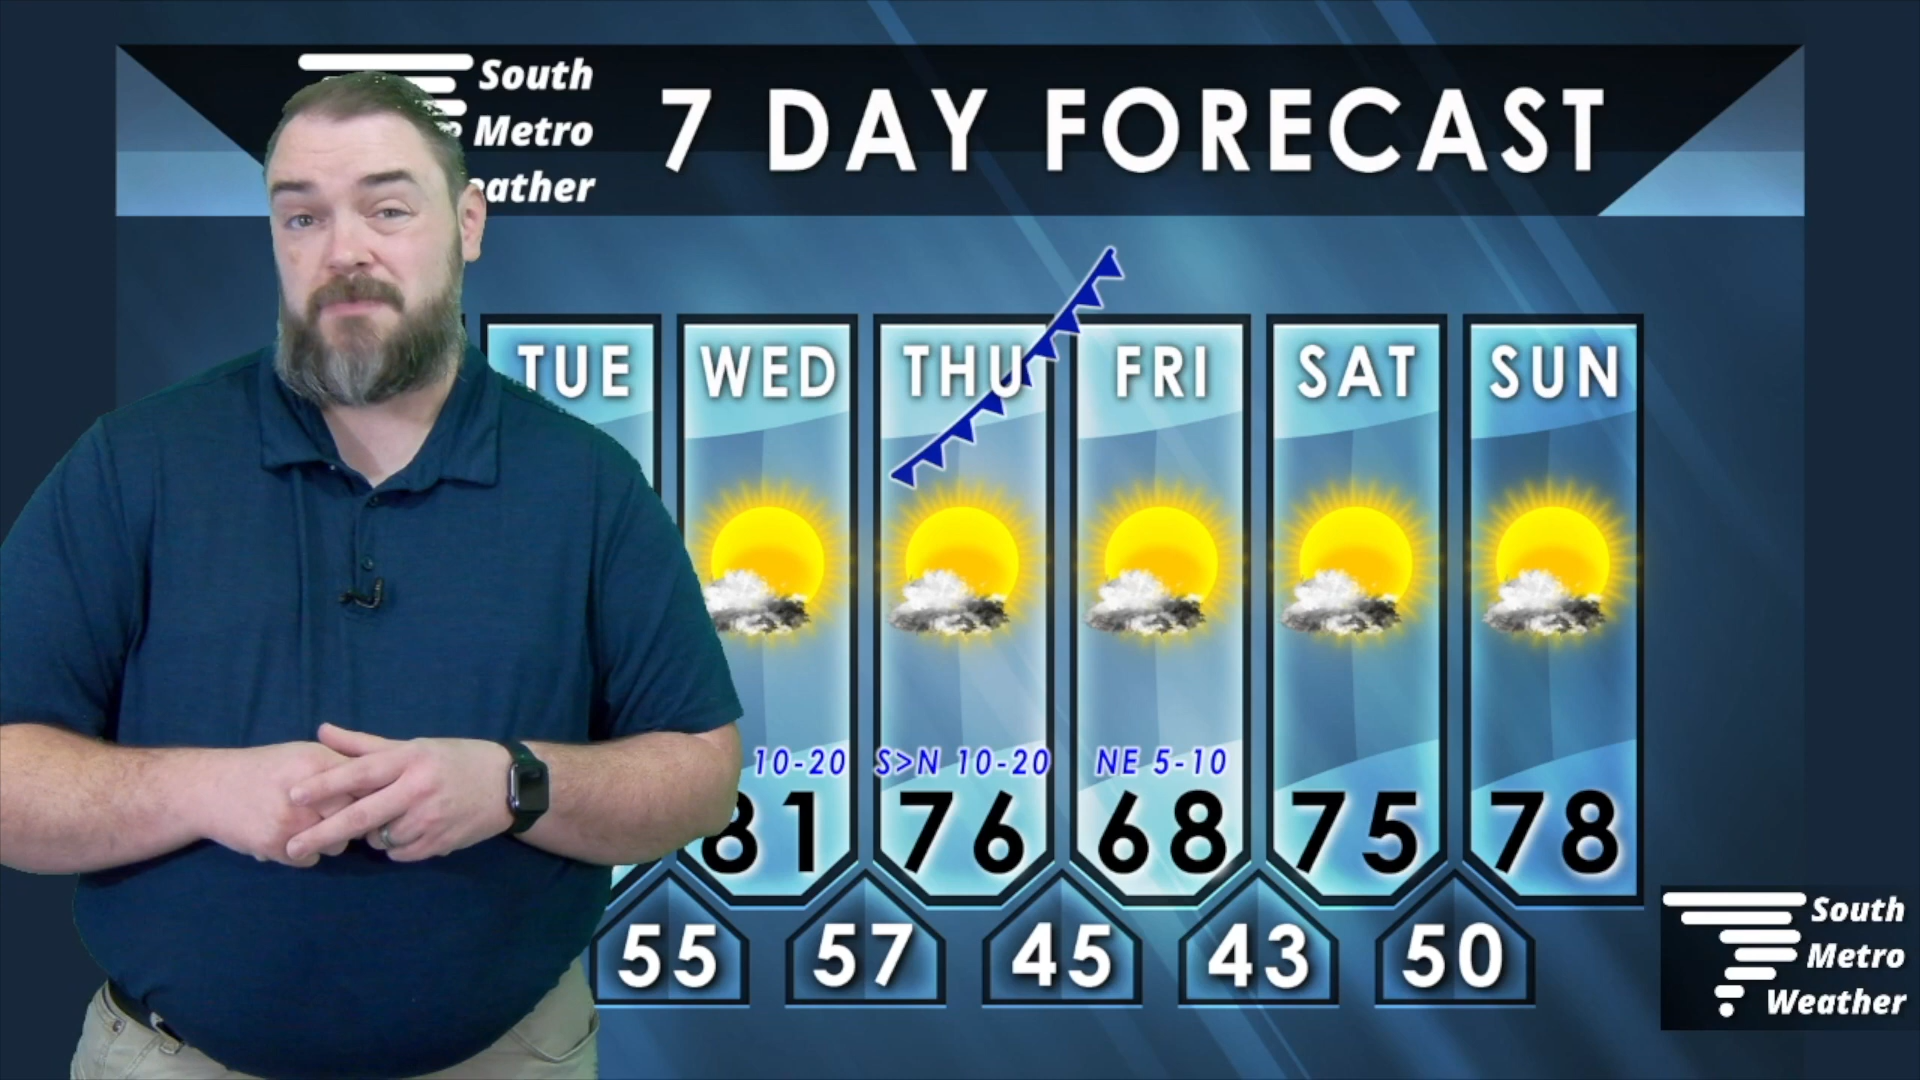 South
Metro
eather
7 DAY FORECAST
TUE WED THU FRI SAT SUN
10-20 S>N 10-20 NE 5-10
81 76 68 75 78
55 57 45 43 50
South
Metro
Weather